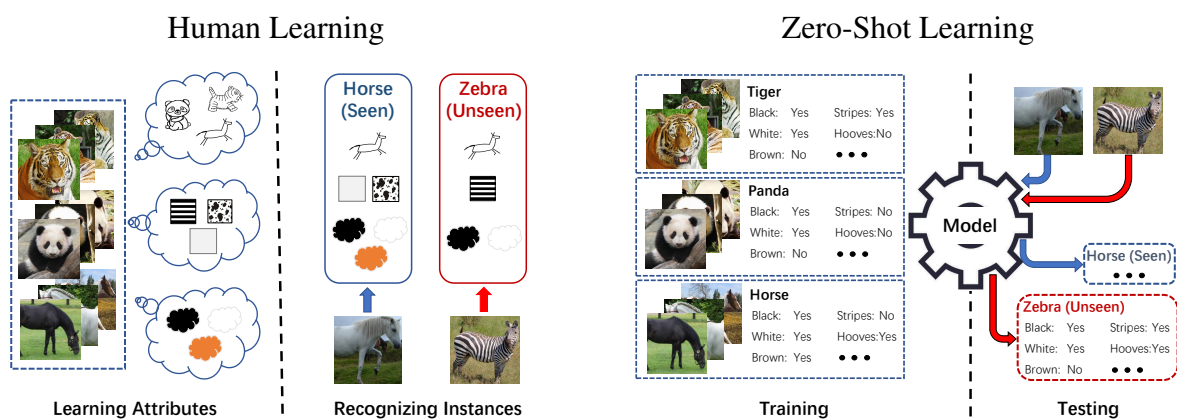 Human Learning
Horse
(Seen)
Zebra
(Unseen)
Learning Attributes
Recognizing Instances
Zero-Shot Learning
Tiger
Black: Yes Stripes: Yes
White: Yes Hooves:No
Brown: No • • •
Panda
Black: Yes Stripes: No
White: Yes Hooves:No
Brown: No • • •
Horse
Black: Yes Stripes: No
White: Yes Hooves:Yes
Brown: Yes • • •
Model
Horse (Seen)
• • •
Zebra (Unseen)
Black: Yes Stripes: Yes
White: Yes Hooves:Yes
Brown: No • • •
Training
Testing